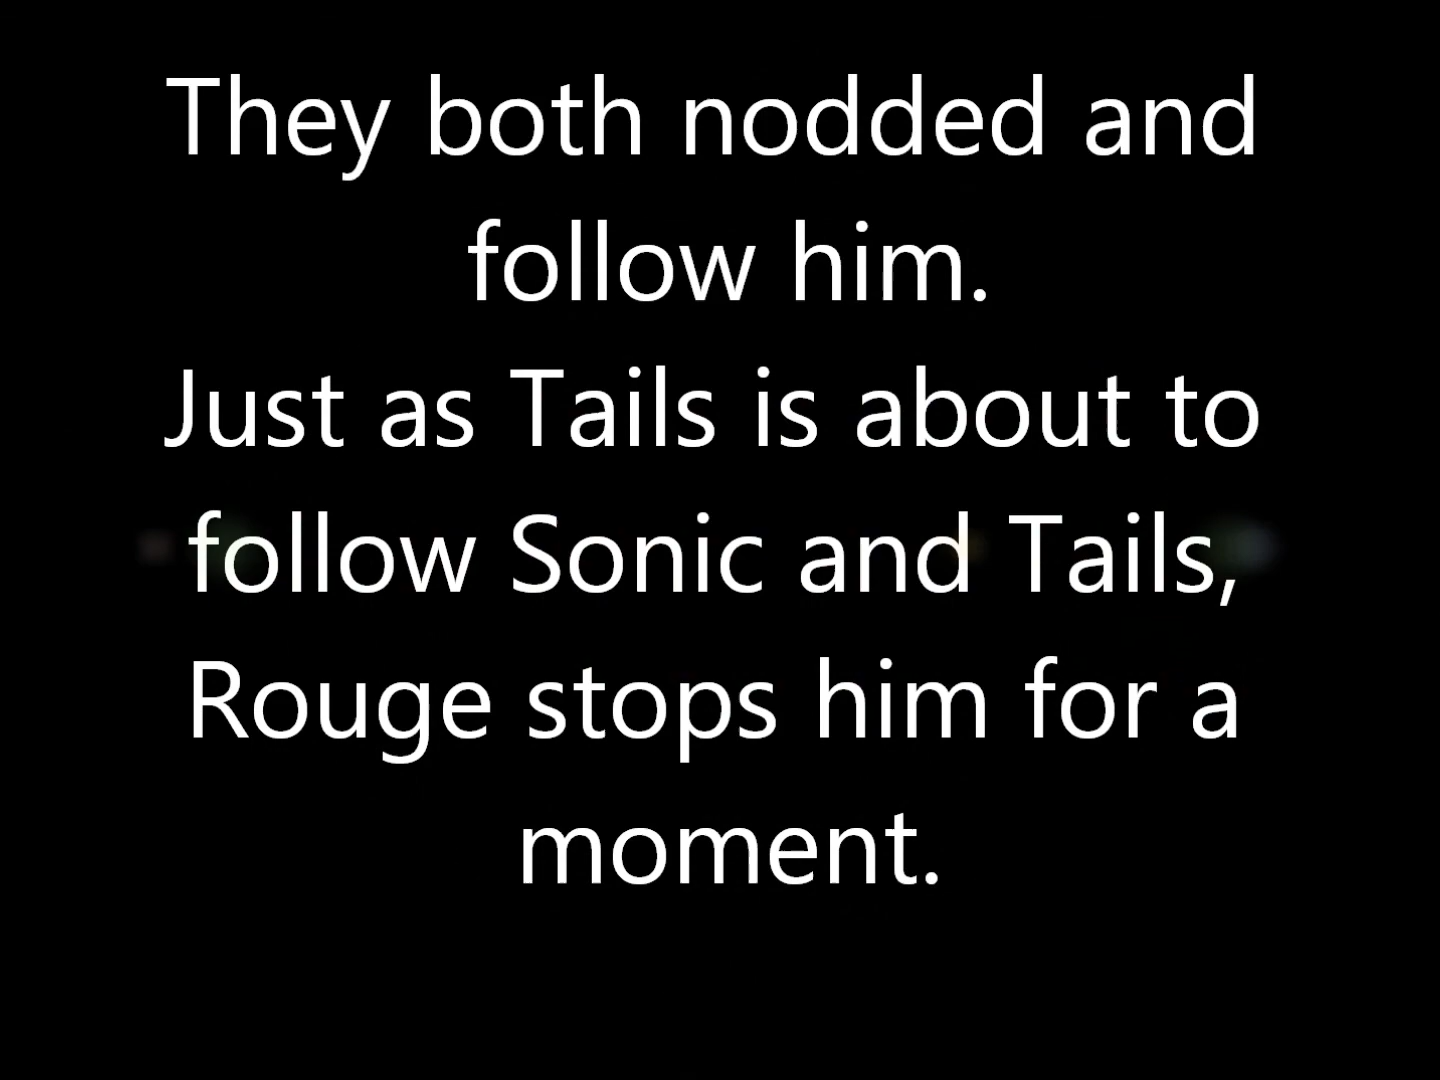 They both nodded and
follow him.
Just as Tails is about to
follow Sonic and Tails,
Rouge stops him for a
moment.